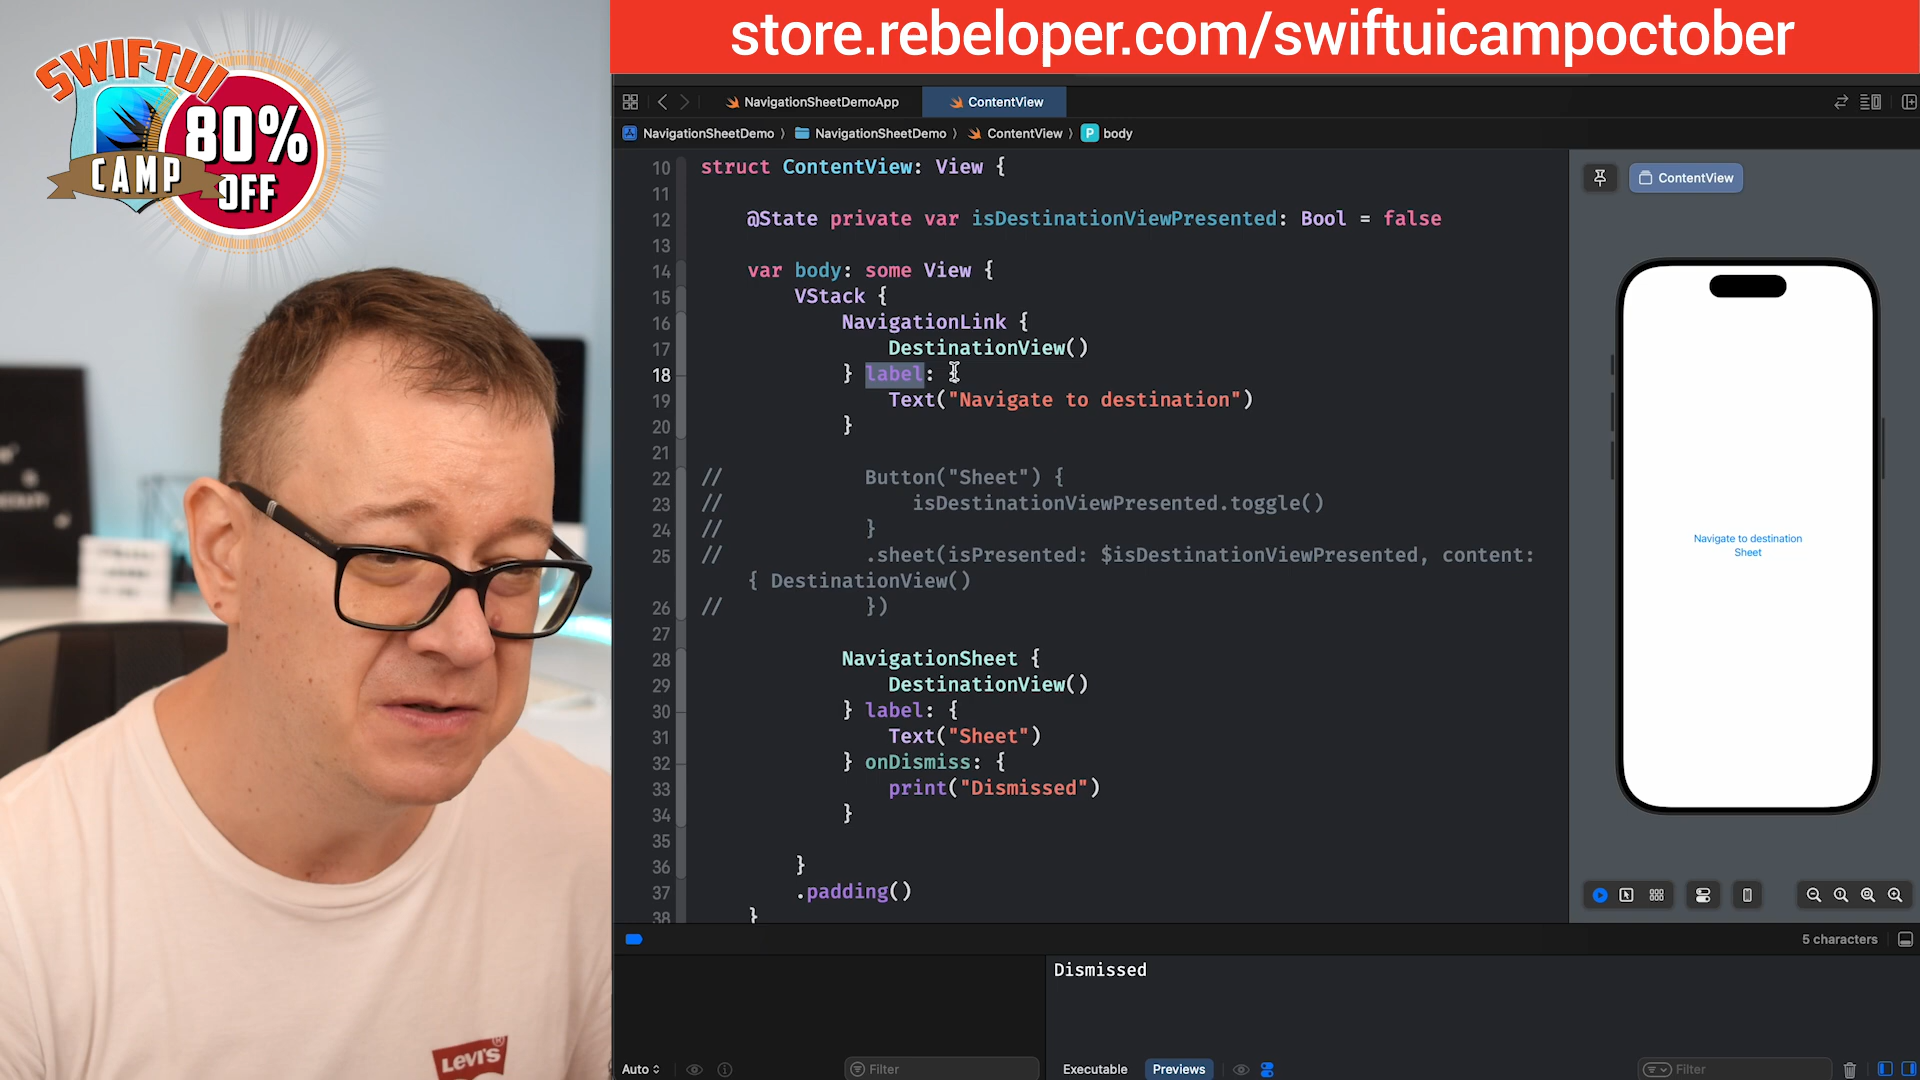 store.rebeloper.com/swiftuicampoctober
SWIFTUI
CAMP
80%
OFF
NavigationSheetDemoApp
ContentView
NavigationSheetDemo
NavigationSheetDemo
ContentView
P body
10 struct ContentView: View {
11
12 @State private var isDestinationViewPresented: Bool = false
13
14 var body: some View {
15 VStack {
16 NavigationLink {
17 DestinationView()
18 } label: {
19 Text("Navigate to destination")
20 }
21
22 // Button("Sheet") {
23 // isDestinationViewPresented.toggle()
24 // }
25 // .sheet(isPresented: $isDestinationViewPresented, content:
{ DestinationView()
26 // })
27
28 NavigationSheet {
29 DestinationView()
30 } label: {
31 Text("Sheet")
32 } onDismiss: {
33 print("Dismissed")
34 }
35
36 }
37 .padding()
38 }
ContentView
Navigate to destination
Sheet
5 characters
Dismissed
Levi's
Auto
Filter
Executable
Previews
Filter